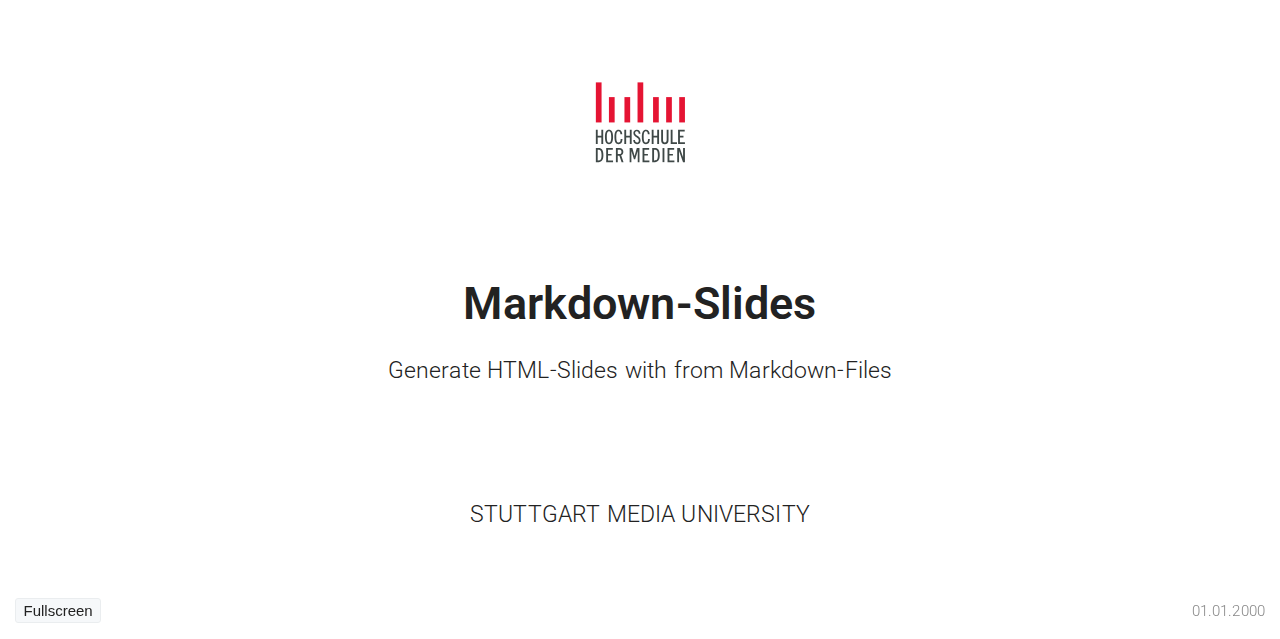 HOCHSCHULE
DER MEDIEN
Markdown-Slides
Generate HTML-Slides with from Markdown-Files
STUTTGART MEDIA UNIVERSITY
Fullscreen
01.01.2000